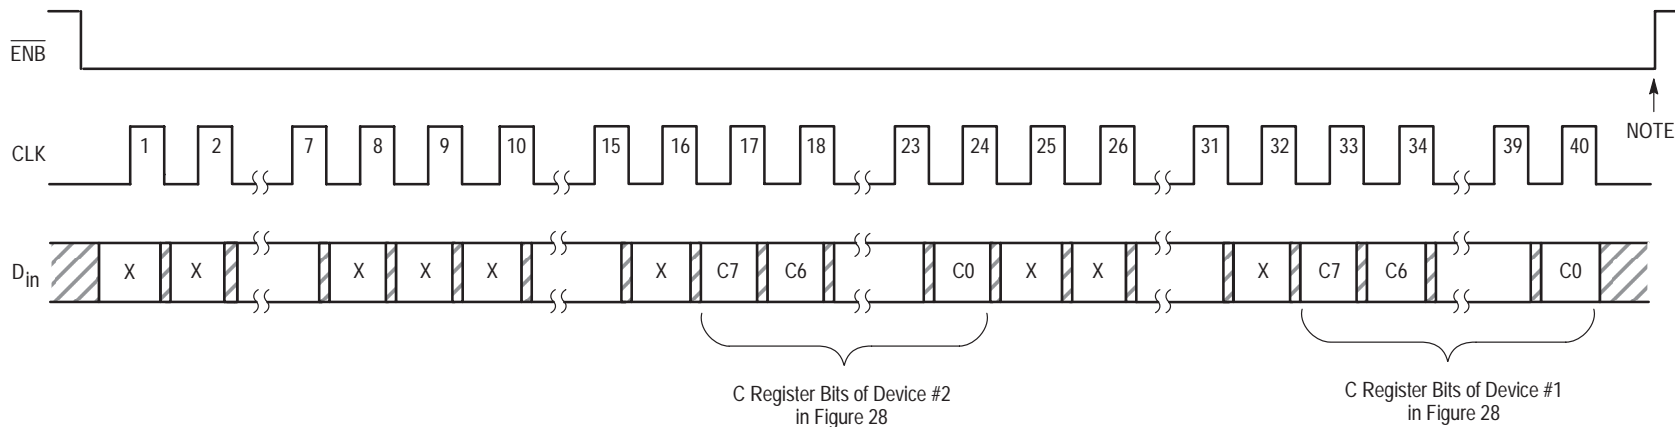 ENB
NOTE
CLK 1 2 7 8 9 10 15 16 17 18 23 24 25 26 31 32 33 34 39 40
Din X X X X X X C7 C6 C0 X X X C7 C6 C0
C Register Bits of Device #2
in Figure 28
C Register Bits of Device #1
in Figure 28